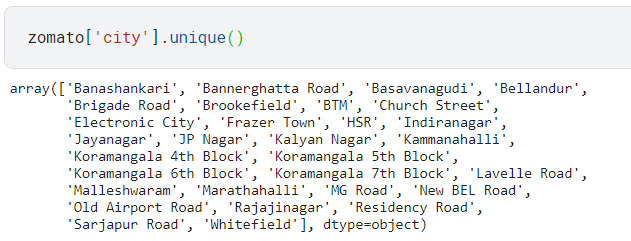 zomato['city'].unique()
array(['Banashankari', 'Bannerghatta Road', 'Basavanagudi', 'Bellandur',
'Brigade Road', 'Brookefield', 'BTM', 'Church Street',
'Electronic City', 'Frazer Town', 'HSR', 'Indiranagar',
'Jayanagar', 'JP Nagar', 'Kalyan Nagar', 'Kammanahalli',
'Koramangala 4th Block', 'Koramangala 5th Block',
'Koramangala 6th Block', 'Koramangala 7th Block', 'Lavelle Road',
'Malleshwaram', 'Marathahalli', 'MG Road', 'New BEL Road',
'Old Airport Road', 'Rajajinagar', 'Residency Road',
'Sarjapur Road', 'Whitefield'], dtype=object)